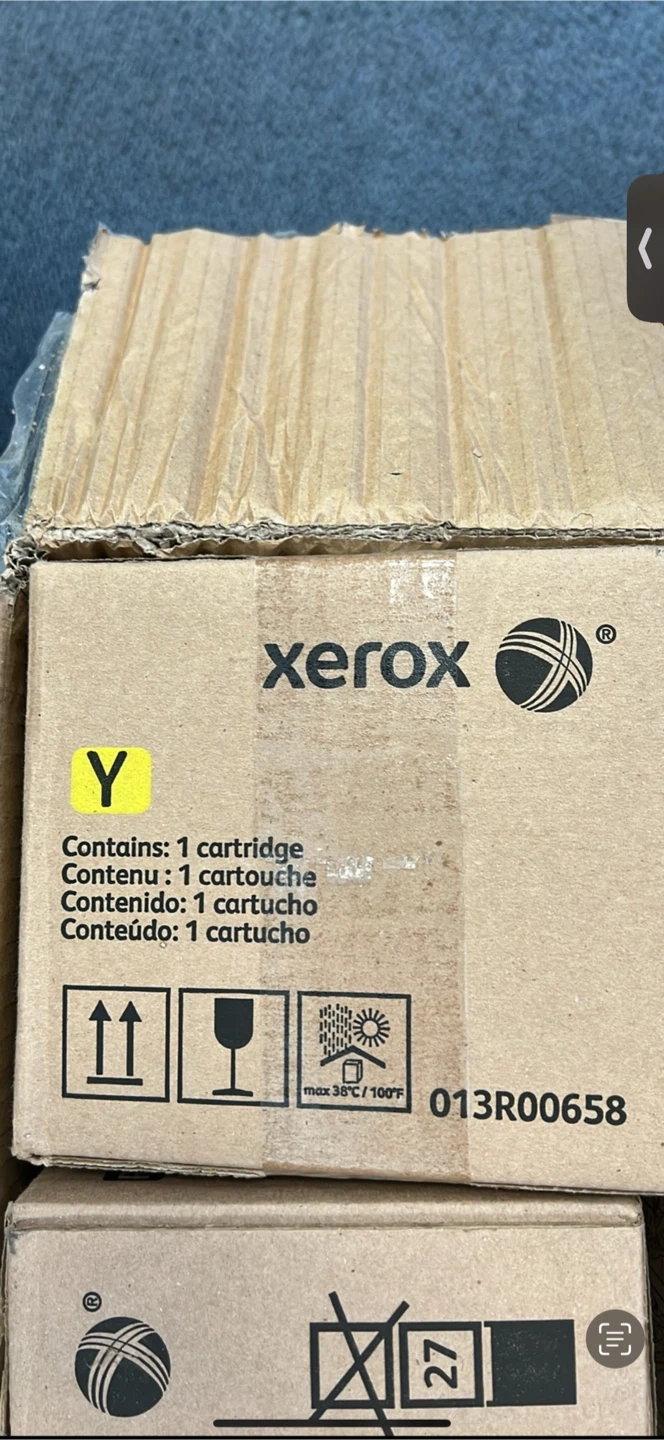 xerox ®
Y
Contains: 1 cartridge
Contenu : 1 cartouche
Contenido: 1 cartucho
Conteúdo: 1 cartucho
max 38°C / 100°F
013R00658
®
27